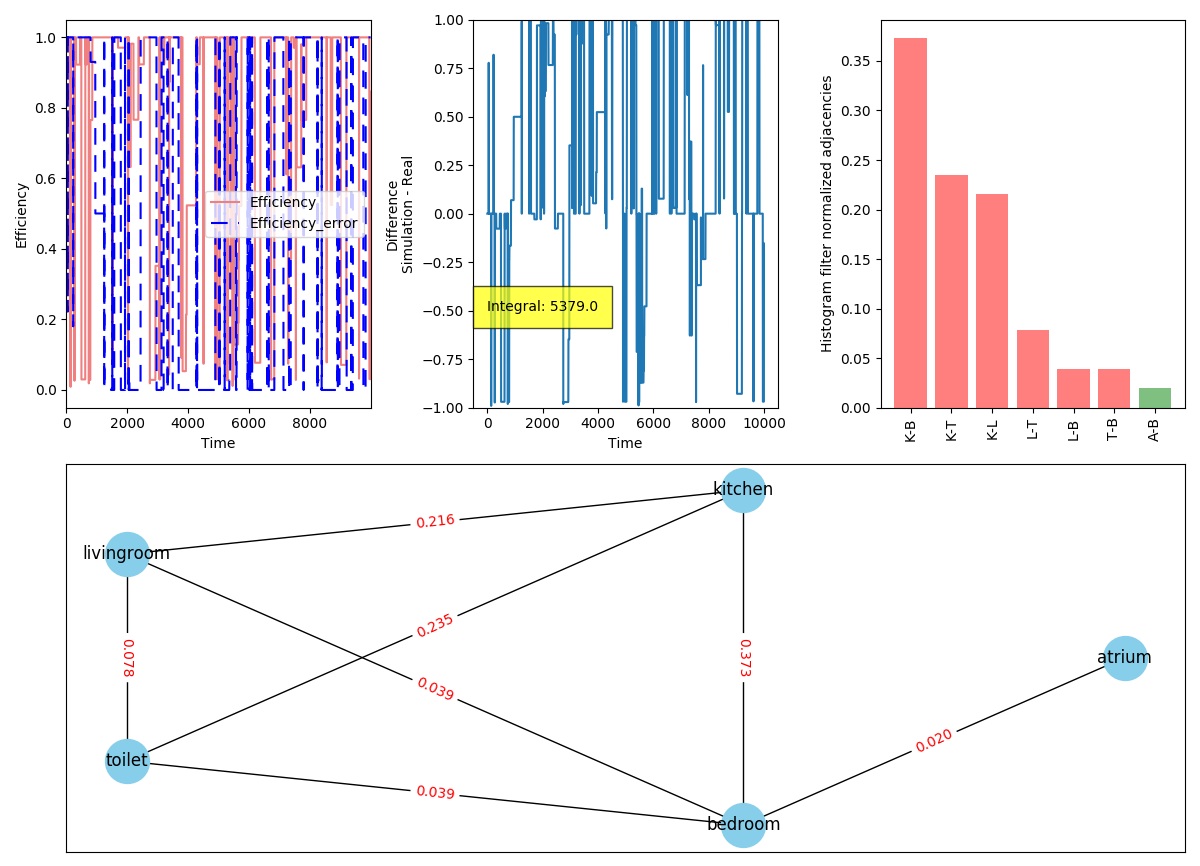 Efficiency
1.0
0.8
0.6
0.4
0.2
0.0
0
2000
4000
6000
8000
Time
Efficiency
Efficiency_error
Difference
Simulation - Real
1.00
0.75
0.50
0.25
0.00
−0.25
−0.50
−0.75
−1.00
0
2000
4000
6000
8000
10000
Time
Integral: 5379.0
Histogram filter normalized adjacencies
0.35
0.30
0.25
0.20
0.15
0.10
0.05
0.00
K-B
K-T
K-L
L-T
L-B
T-B
A-B
kitchen
livingroom
atrium
toilet
bedroom
0.216
0.235
0.078
0.039
0.373
0.020
0.039